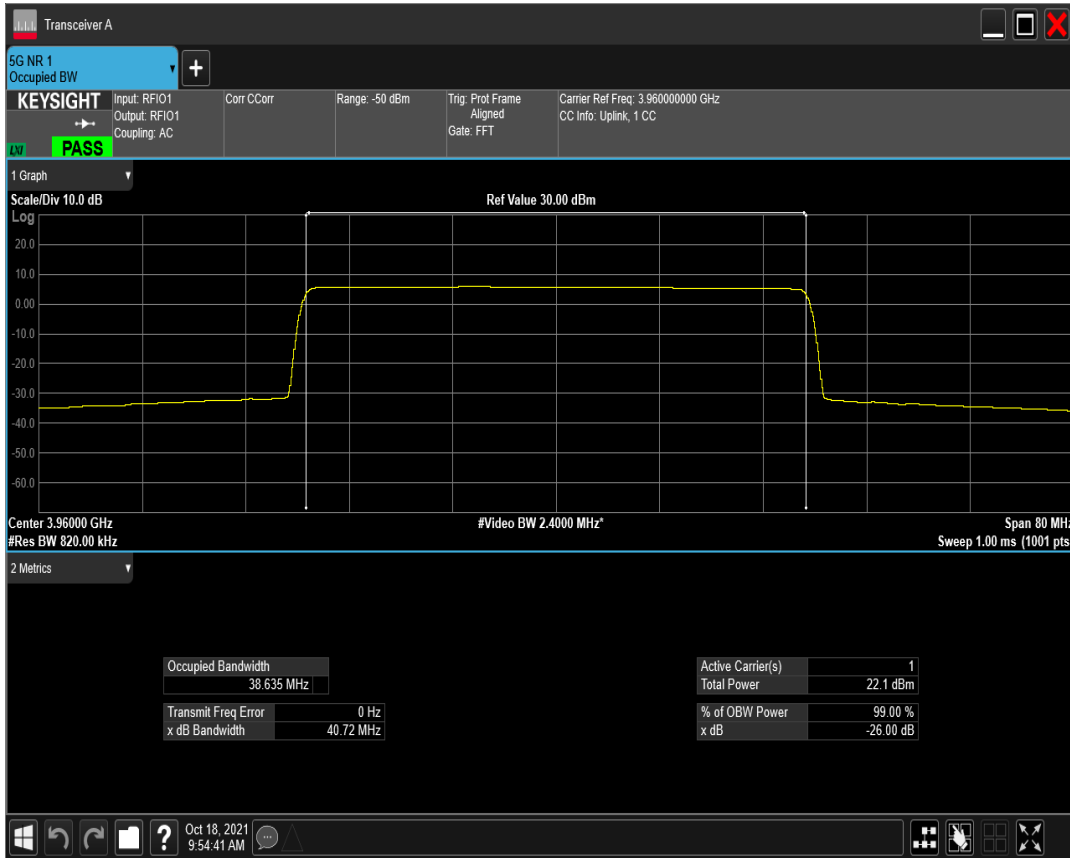 Transceiver A
5G NR 1
Occupied BW
KEYSIGHT
LXI
PASS
Input: RFIO1
Output: RFIO1
Coupling: AC
Corr CCorr
Range: -50 dBm
Trig: Prot Frame
Aligned
Gate: FFT
Carrier Ref Freq: 3.960000000 GHz
CC Info: Uplink, 1 CC
1 Graph
Scale/Div 10.0 dB
Ref Value 30.00 dBm
Log
20.0
10.0
0.00
-10.0
-20.0
-30.0
-40.0
-50.0
-60.0
Center 3.96000 GHz
#Video BW 2.4000 MHz*
Span 80 MHz
#Res BW 820.00 kHz
Sweep 1.00 ms (1001 pts
2 Metrics
Occupied Bandwidth
38.635 MHz
Transmit Freq Error 0 Hz
x dB Bandwidth 40.72 MHz
Active Carrier(s) 1
Total Power 22.1 dBm
% of OBW Power 99.00 %
x dB -26.00 dB
?
Oct 18, 2021
9:54:41 AM